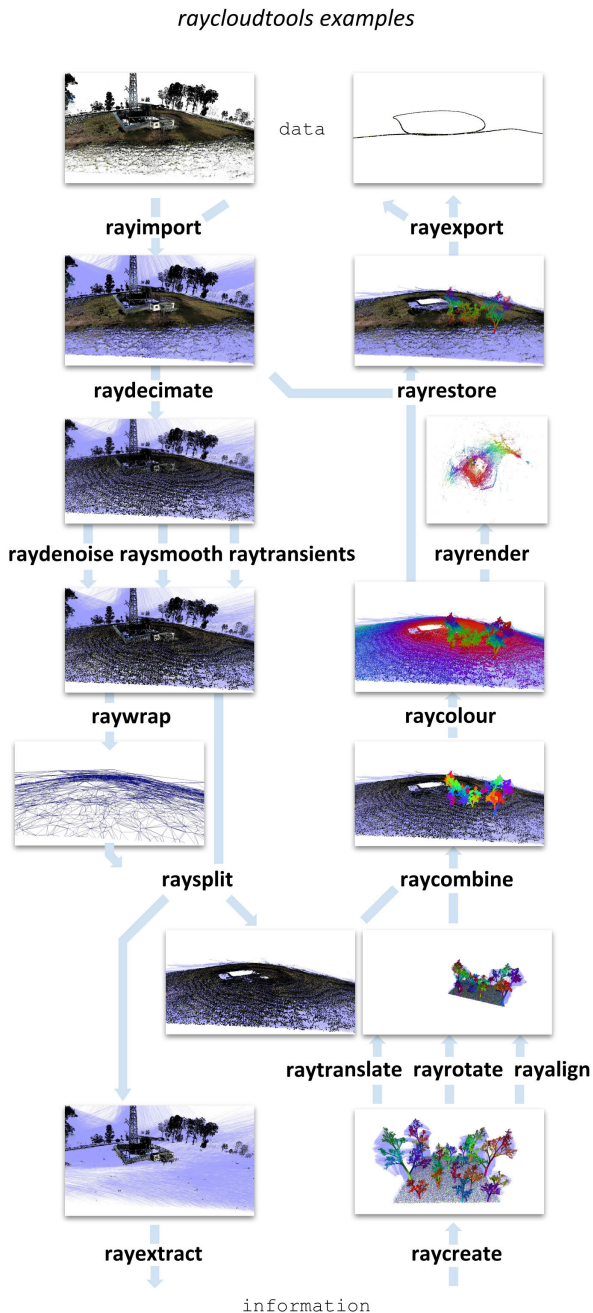 raycloudtools examples
data
rayimport rayexport
raydecimate rayrestore
raydenoise raysmooth raytransients rayrender
raywrap raycolour
raysplit raycombine
raytranslate rayrotate rayalign
rayextract raycreate
information